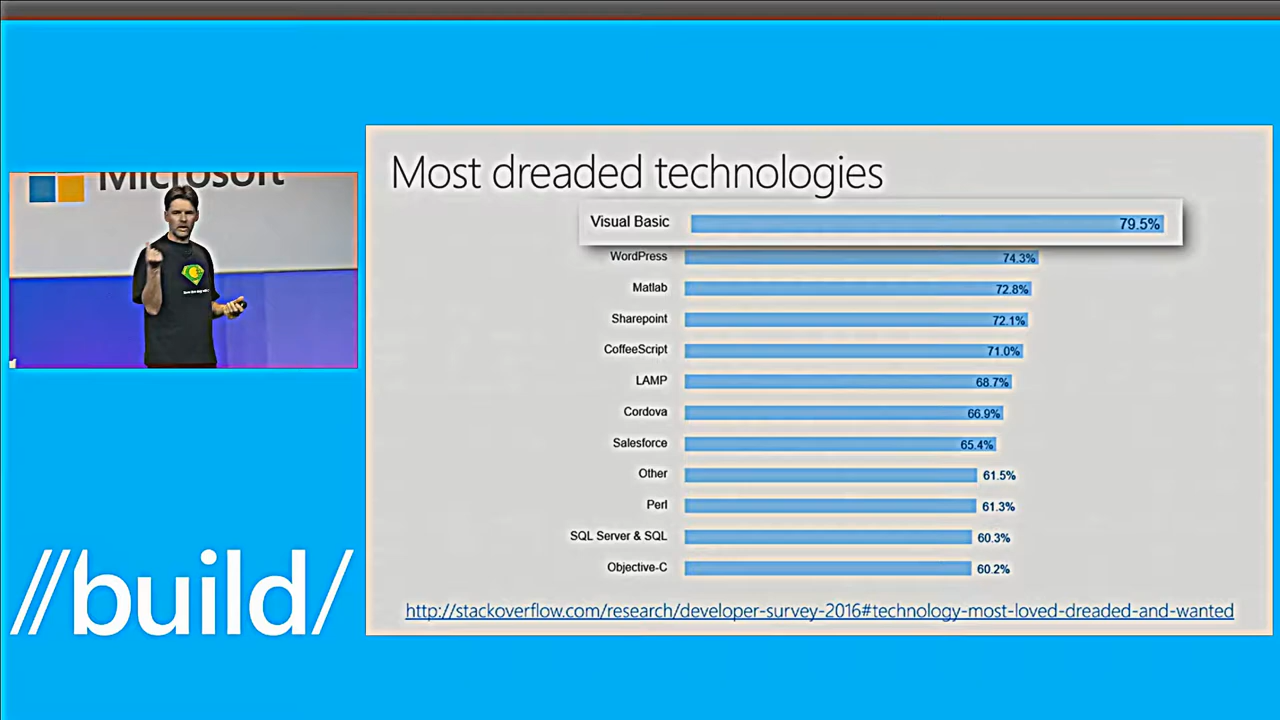 Microsoft
Most dreaded technologies
Visual Basic 79.5%
WordPress 74.3%
Matlab 72.8%
Sharepoint 72.1%
CoffeeScript 71.0%
LAMP 68.7%
Cordova 66.9%
Salesforce 65.4%
Other 61.5%
Perl 61.3%
SQL Server & SQL 60.3%
Objective-C 60.2%
http://stackoverflow.com/research/developer-survey-2016#technology-most-loved-dreaded-and-wanted
//build/